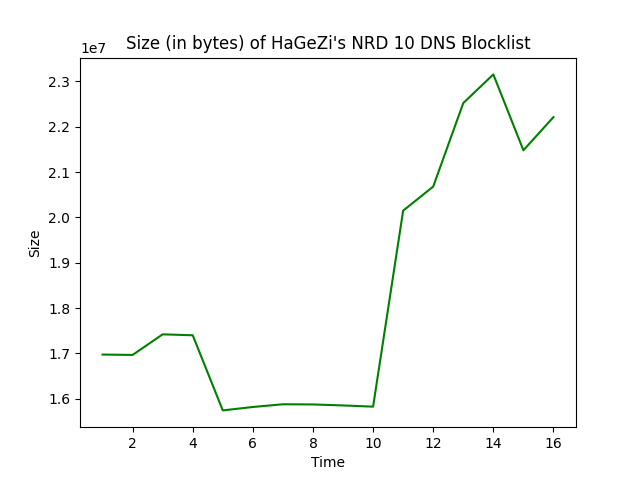 Size (in bytes) of HaGeZi's NRD 10 DNS Blocklist
1e7
2.3
2.2
2.1
2.0
1.9
1.8
1.7
1.6
Size
2 4 6 8 10 12 14 16
Time